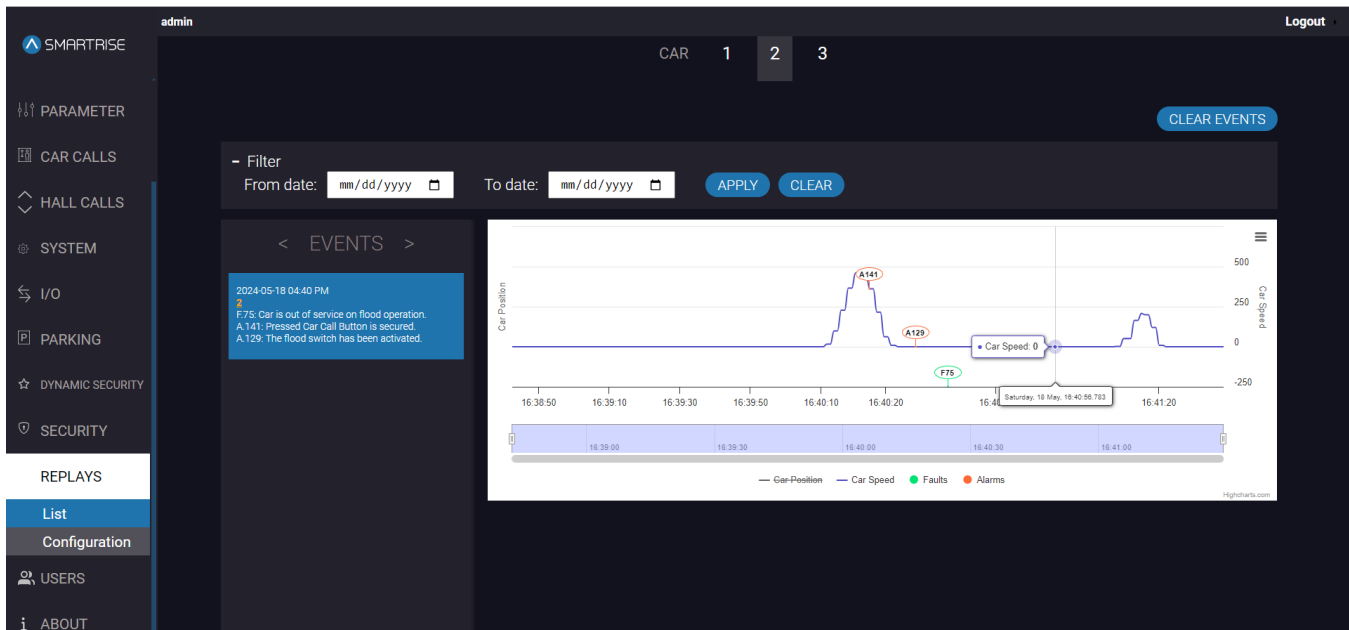 admin
Logout
SMARTRISE
CAR 1 2 3
PARAMETER
CAR CALLS
HALL CALLS
SYSTEM
I/O
P PARKING
DYNAMIC SECURITY
SECURITY
REPLAYS
List
Configuration
USERS
i ABOUT
CLEAR EVENTS
- Filter
From date: mm/dd/yyyy To date: mm/dd/yyyy APPLY CLEAR
< EVENTS >
2024-05-18 04:40 PM
2
F.75: Car is out of service on flood operation.
A.141: Pressed Car Call Button is secured.
A.129: The flood switch has been activated.
Car Position
A141
A129
F75
Car Speed: 0
Saturday, 18 May, 16:40:56.783
500
250
0
-250
Car Speed
16:38:50 16:39:10 16:39:30 16:39:50 16:40:10 16:40:20 16:41:20
16:39:00 16:39:30 16:40:00 16:40:30 16:41:00
Car Position Car Speed Faults Alarms
Highcharts.com